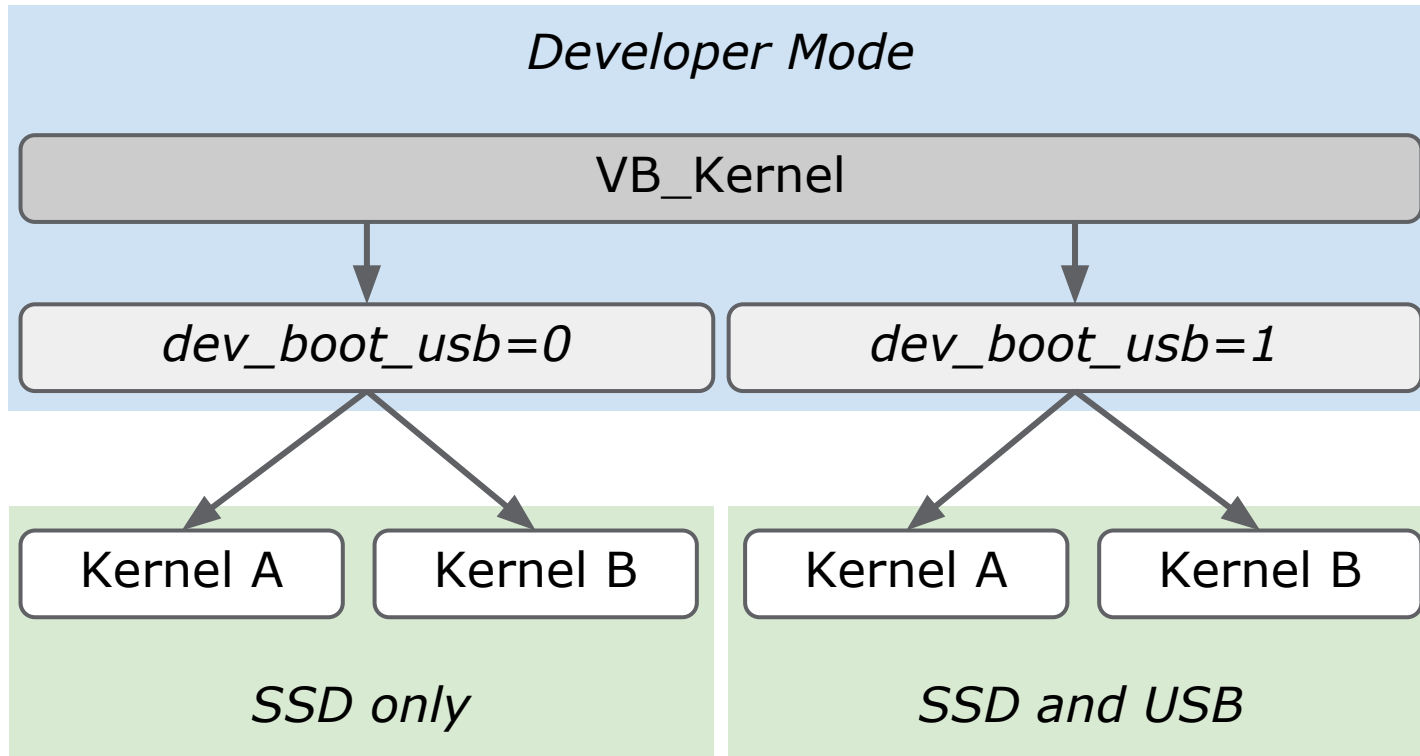 Developer Mode
VB_Kernel
dev_boot_usb=0
dev_boot_usb=1
Kernel A
Kernel B
Kernel A
Kernel B
SSD only
SSD and USB